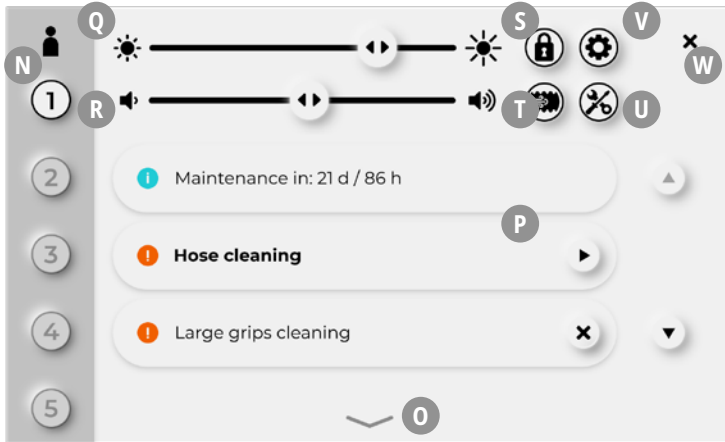 Q
S
V
N
W
1
R
T
U
2
Maintenance in: 21 d / 86 h
P
3
Hose cleaning
4
Large grips cleaning
5
O